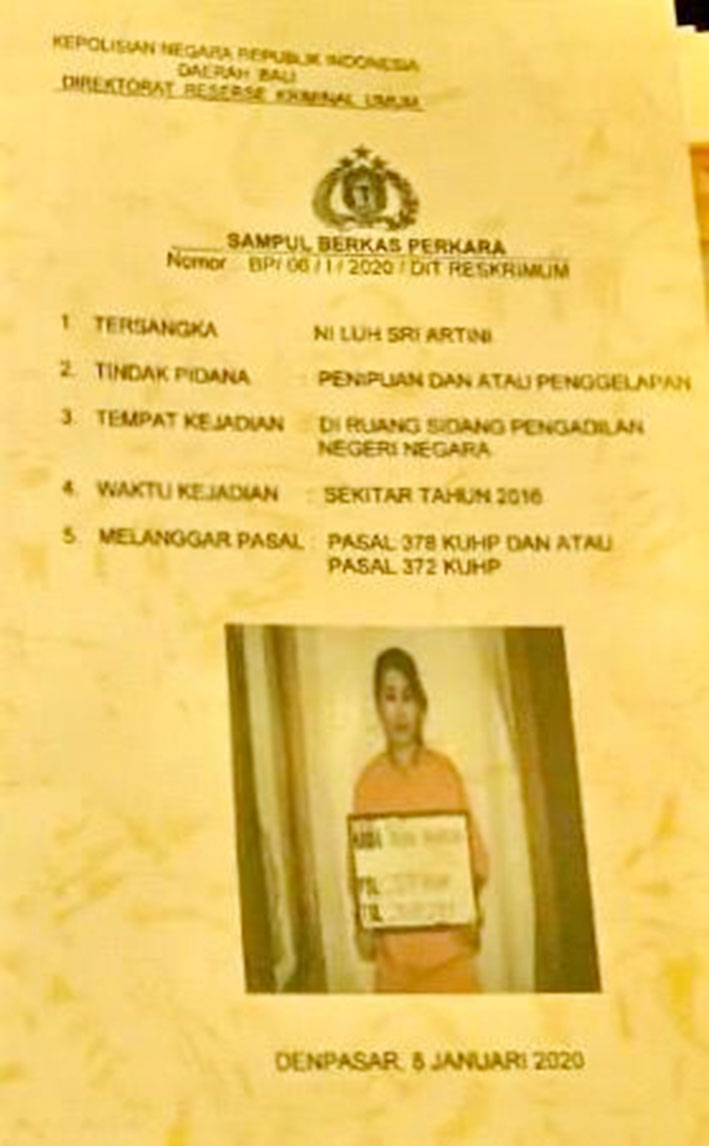 KEPOLISIAN NEGARA REPUBLIK INDONESIA
DAERAH BALI
DIREKTORAT RESERSE KRIMINAL UMUM
SAMPUL BERKAS PERKARA
Nomor : BP/ 06 / 1 / 2020 / DIT RESKRIMUM
1. TERSANGKA NI LUH SRI ARTINI
2. TINDAK PIDANA : PENIPUAN DAN ATAU PENGGELAPAN
3. TEMPAT KEJADIAN : DI RUANG SIDANG PENGADILAN
NEGERI NEGARA
4. WAKTU KEJADIAN : SEKITAR TAHUN 2016
5. MELANGGAR PASAL : PASAL 378 KUHP DAN ATAU
PASAL 372 KUHP
DENPASAR, 8 JANUARI 2020